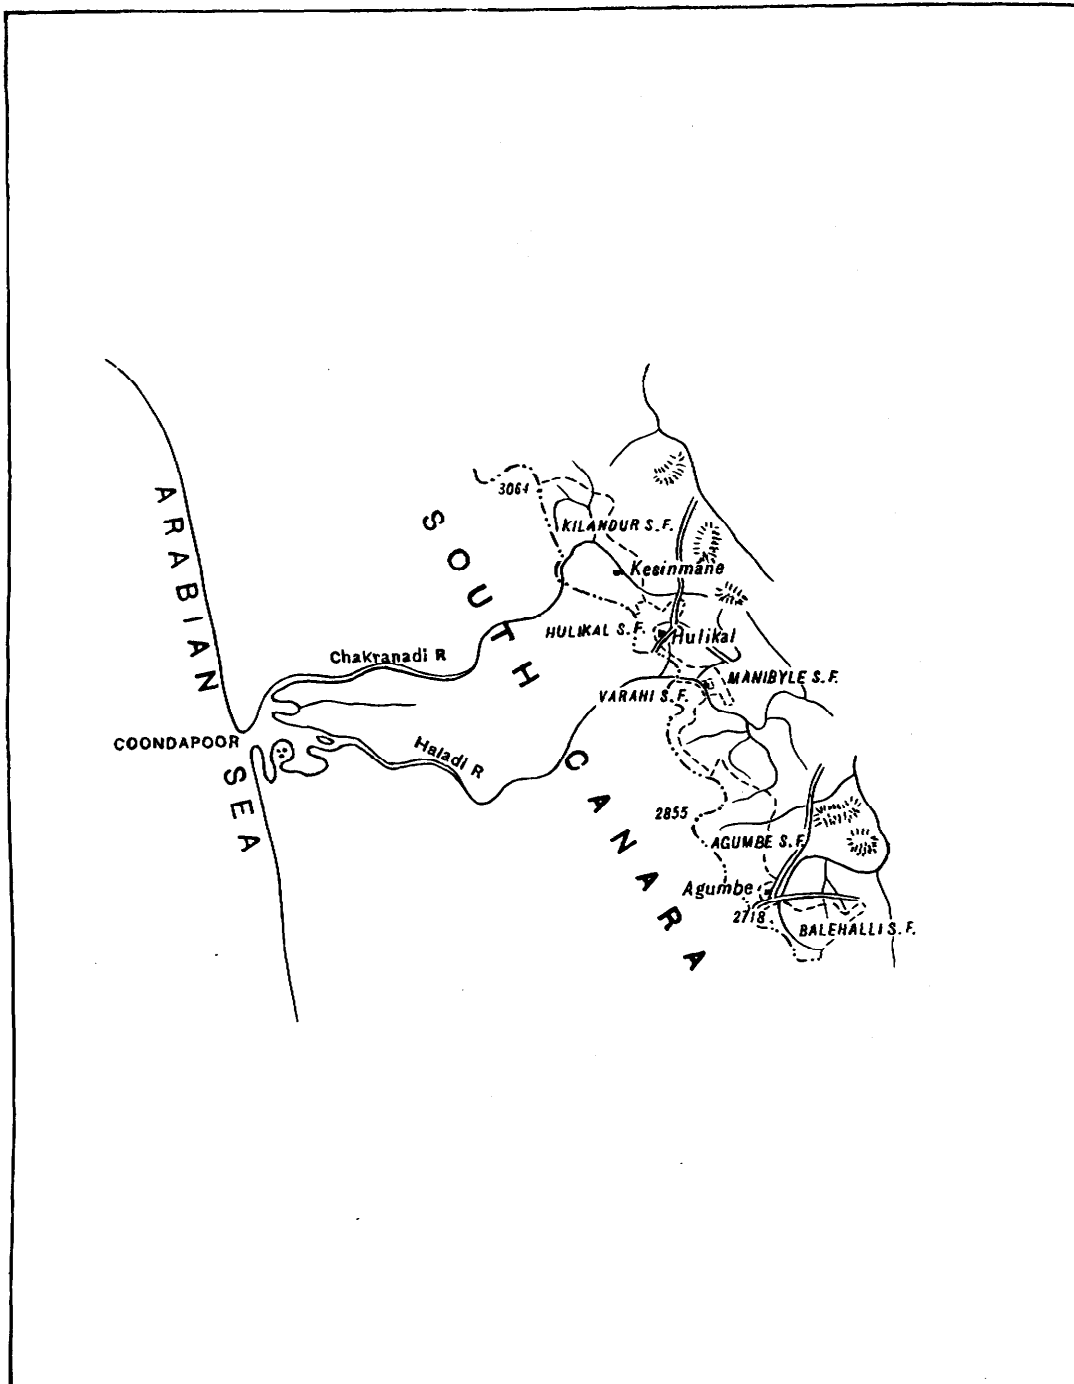 ARABIAN SEA
SOUTH CANARA
3064
KILANDUR S.F.
Kesinmane
HULIKAL S.F.
Hulikal
Chakranadi R
MANIBYLE S.F.
VARAHI S.F.
COONDAPOOR
Haladi R
2855
AGUMBE S.F.
Agumbe
2718
BALEHALLI S.F.